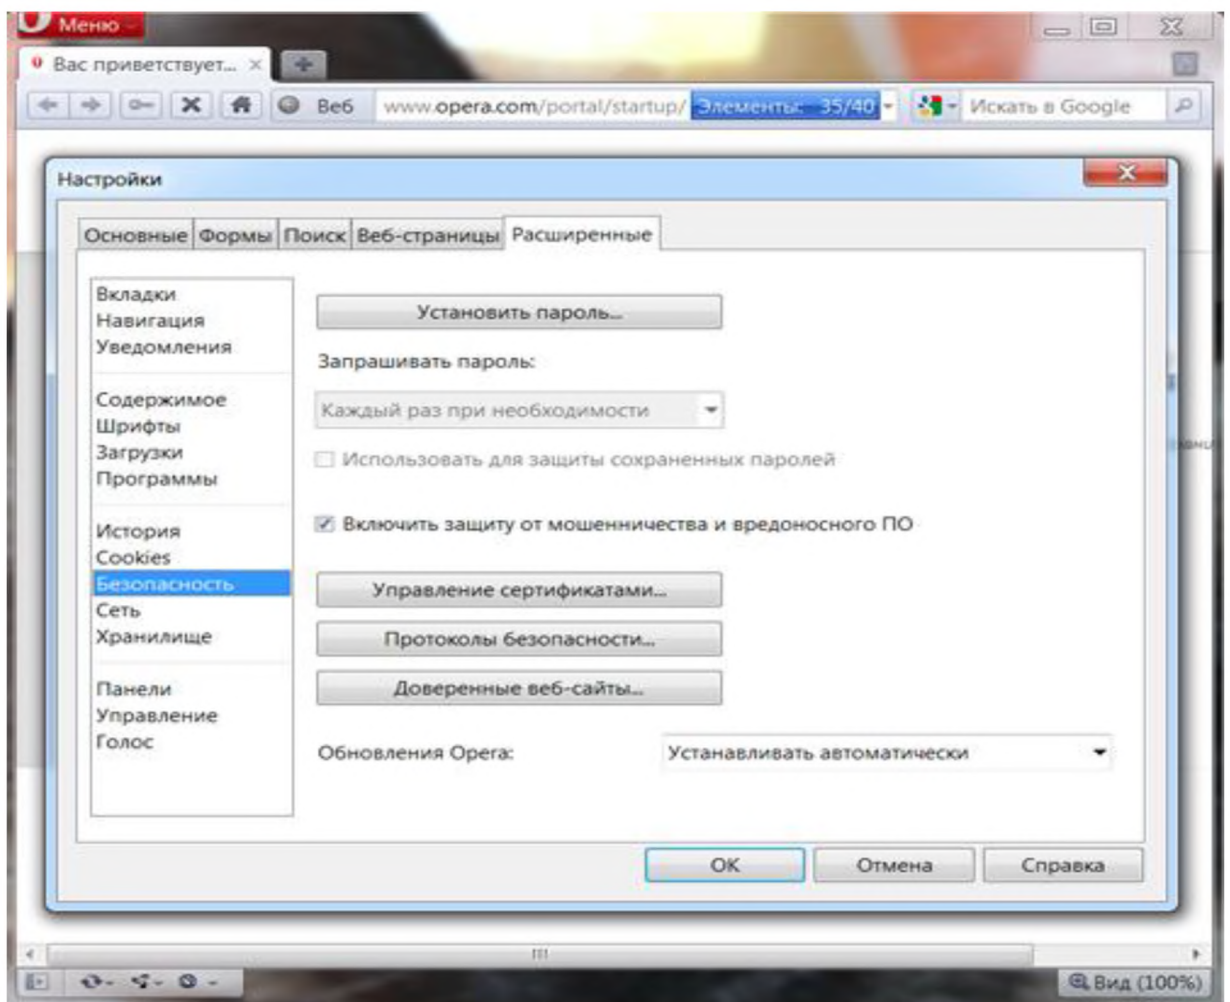 Меню
Вас приветствует...
Веб
www.opera.com/portal/startup/
Элементы: 35/40
Искать в Google
Настройки
Основные
Формы
Поиск
Веб-страницы
Расширенные
Вкладки
Навигация
Уведомления
Содержимое
Шрифты
Загрузки
Программы
История
Cookies
Безопасность
Сеть
Хранилище
Панели
Управление
Голос
Установить пароль...
Запрашивать пароль:
Каждый раз при необходимости
Использовать для защиты сохраненных паролей
Включить защиту от мошенничества и вредоносного ПО
Управление сертификатами...
Протоколы безопасности...
Доверенные веб-сайты...
Обновления Opera:
Устанавливать автоматически
OK
Отмена
Справка
Вид (100%)